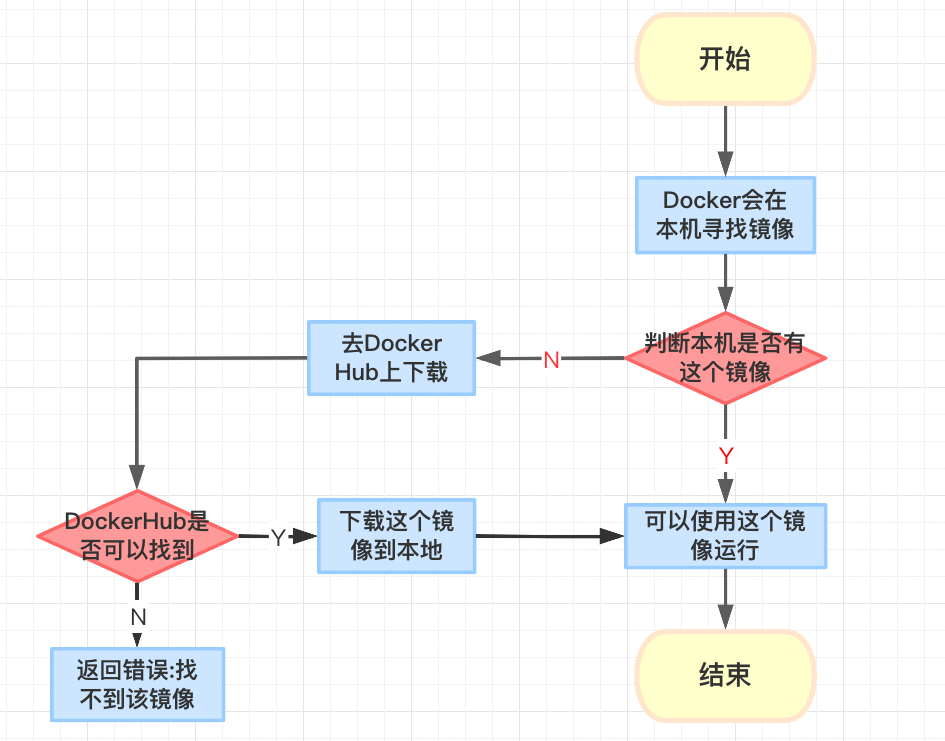 开始
Docker会在
本机寻找镜像
判断本机是否有
这个镜像
N
去Docker
Hub上下载
Y
DockerHub是
否可以找到
Y
下载这个镜
像到本地
可以使用这个镜
像运行
N
返回错误:找
不到该镜像
结束